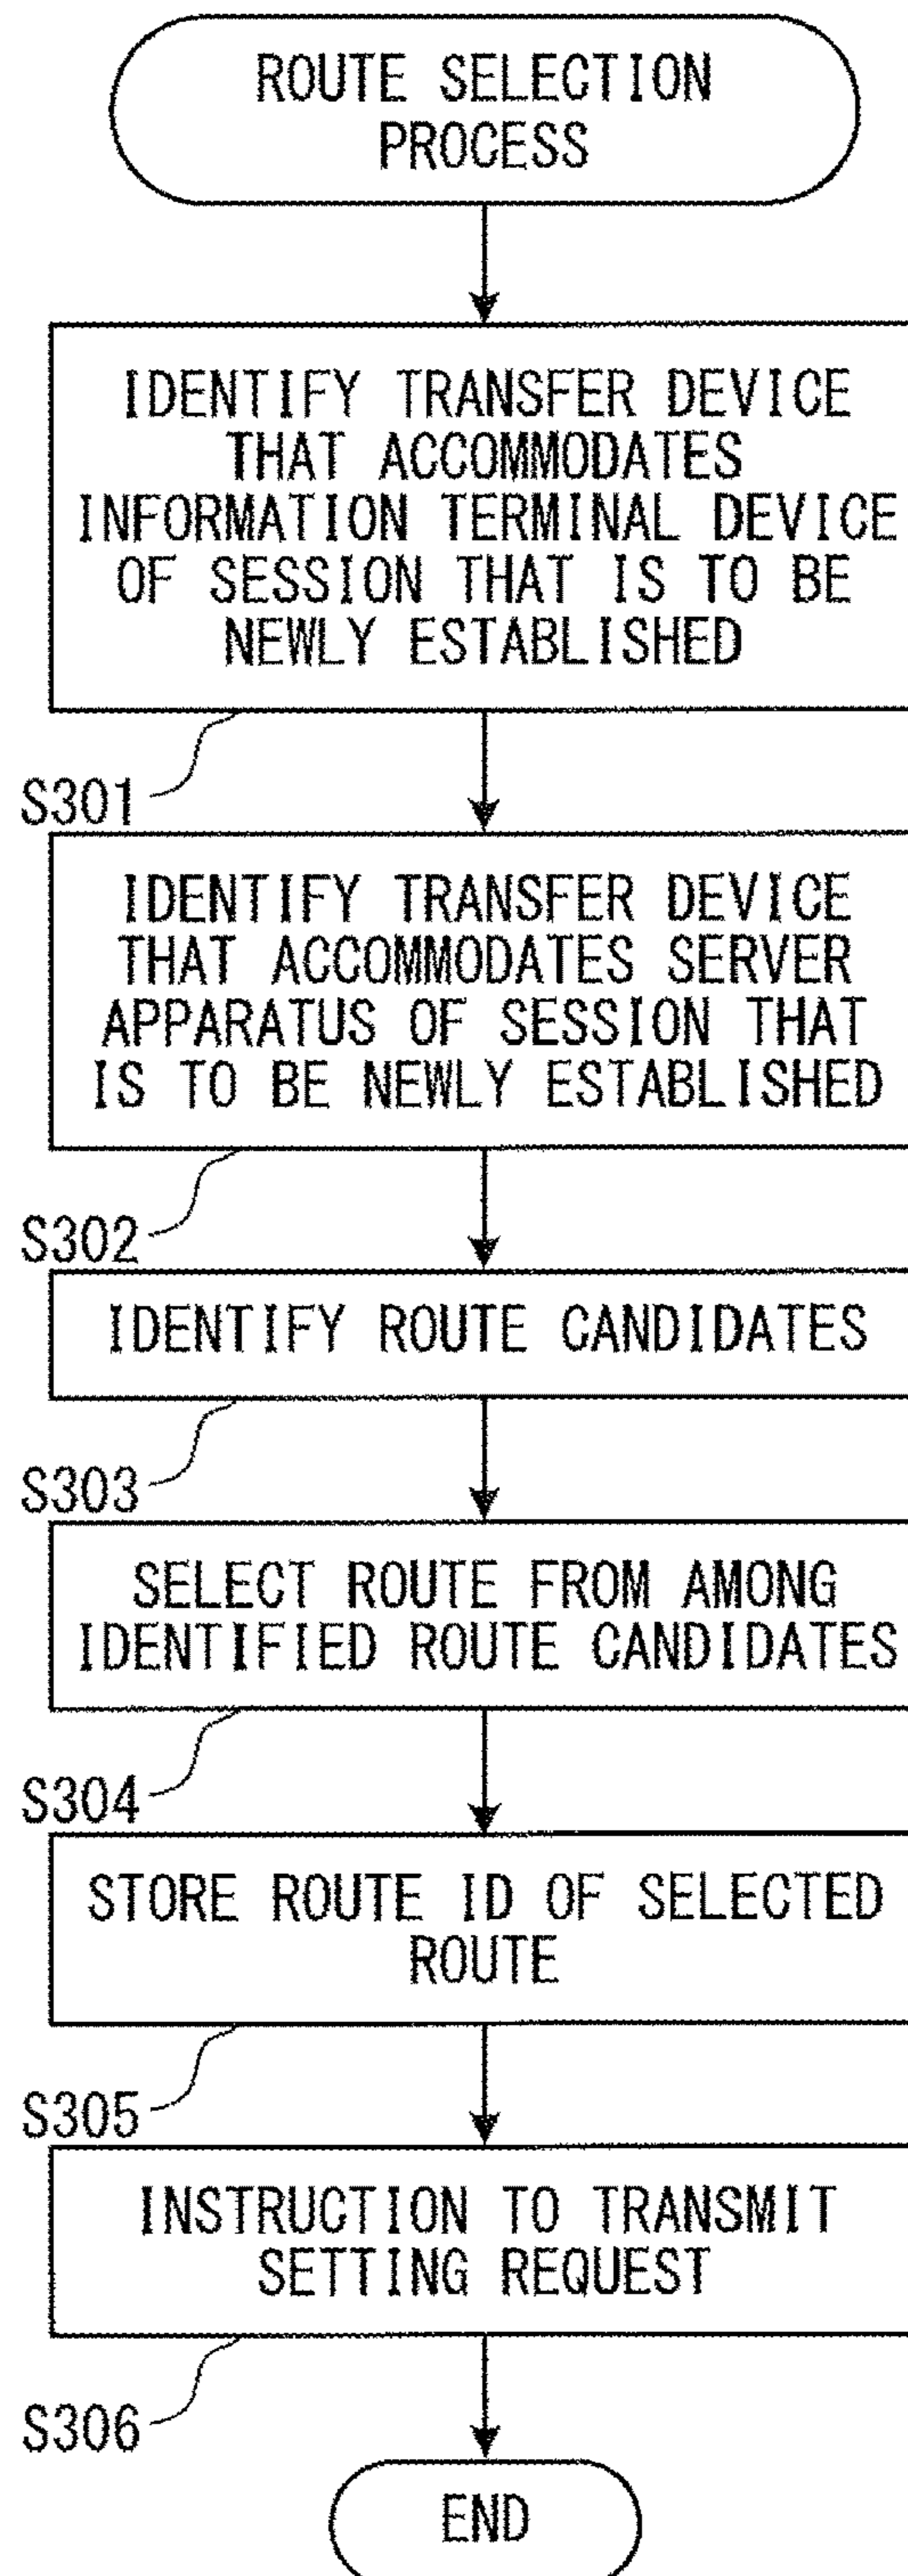 ROUTE SELECTION
PROCESS
IDENTIFY TRANSFER DEVICE
THAT ACCOMMODATES
INFORMATION TERMINAL DEVICE
OF SESSION THAT IS TO BE
NEWLY ESTABLISHED
S301
IDENTIFY TRANSFER DEVICE
THAT ACCOMMODATES SERVER
APPARATUS OF SESSION THAT
IS TO BE NEWLY ESTABLISHED
S302
IDENTIFY ROUTE CANDIDATES
S303
SELECT ROUTE FROM AMONG
IDENTIFIED ROUTE CANDIDATES
S304
STORE ROUTE ID OF SELECTED
ROUTE
S305
INSTRUCTION TO TRANSMIT
SETTING REQUEST
S306
END